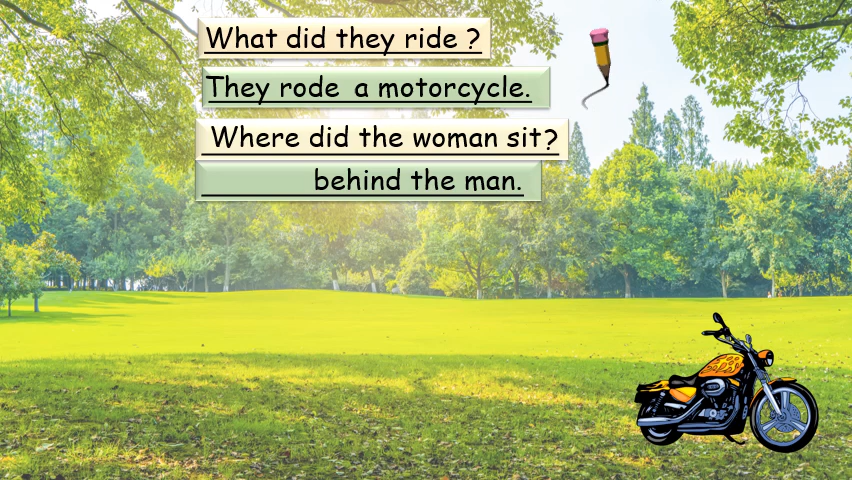 What did they ride ?
They rode a motorcycle.
Where did the woman sit?
behind the man.